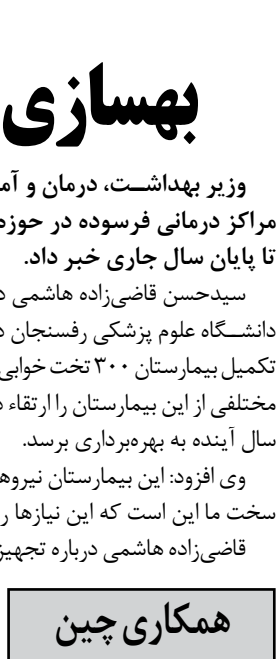 بهسازی
وزیر بهداشت، درمان و آمو
مراکز درمانی فرسوده در حوزه
تا پایان سال جاری خبر داد.
سیدحسن قاضی‌زاده هاشمی د
دانشگاه علوم پزشکی رفسنجان د
تکمیل بیمارستان ۳۰۰ تخت خوابی
مختلفی از این بیمارستان را ارتقاء د
سال آینده به بهره‌برداری برسد.
وی افزود: این بیمارستان نیروه
سخت ما این است که این نیازها ر
قاضی‌زاده هاشمی درباره تجهیز
همکاری چین